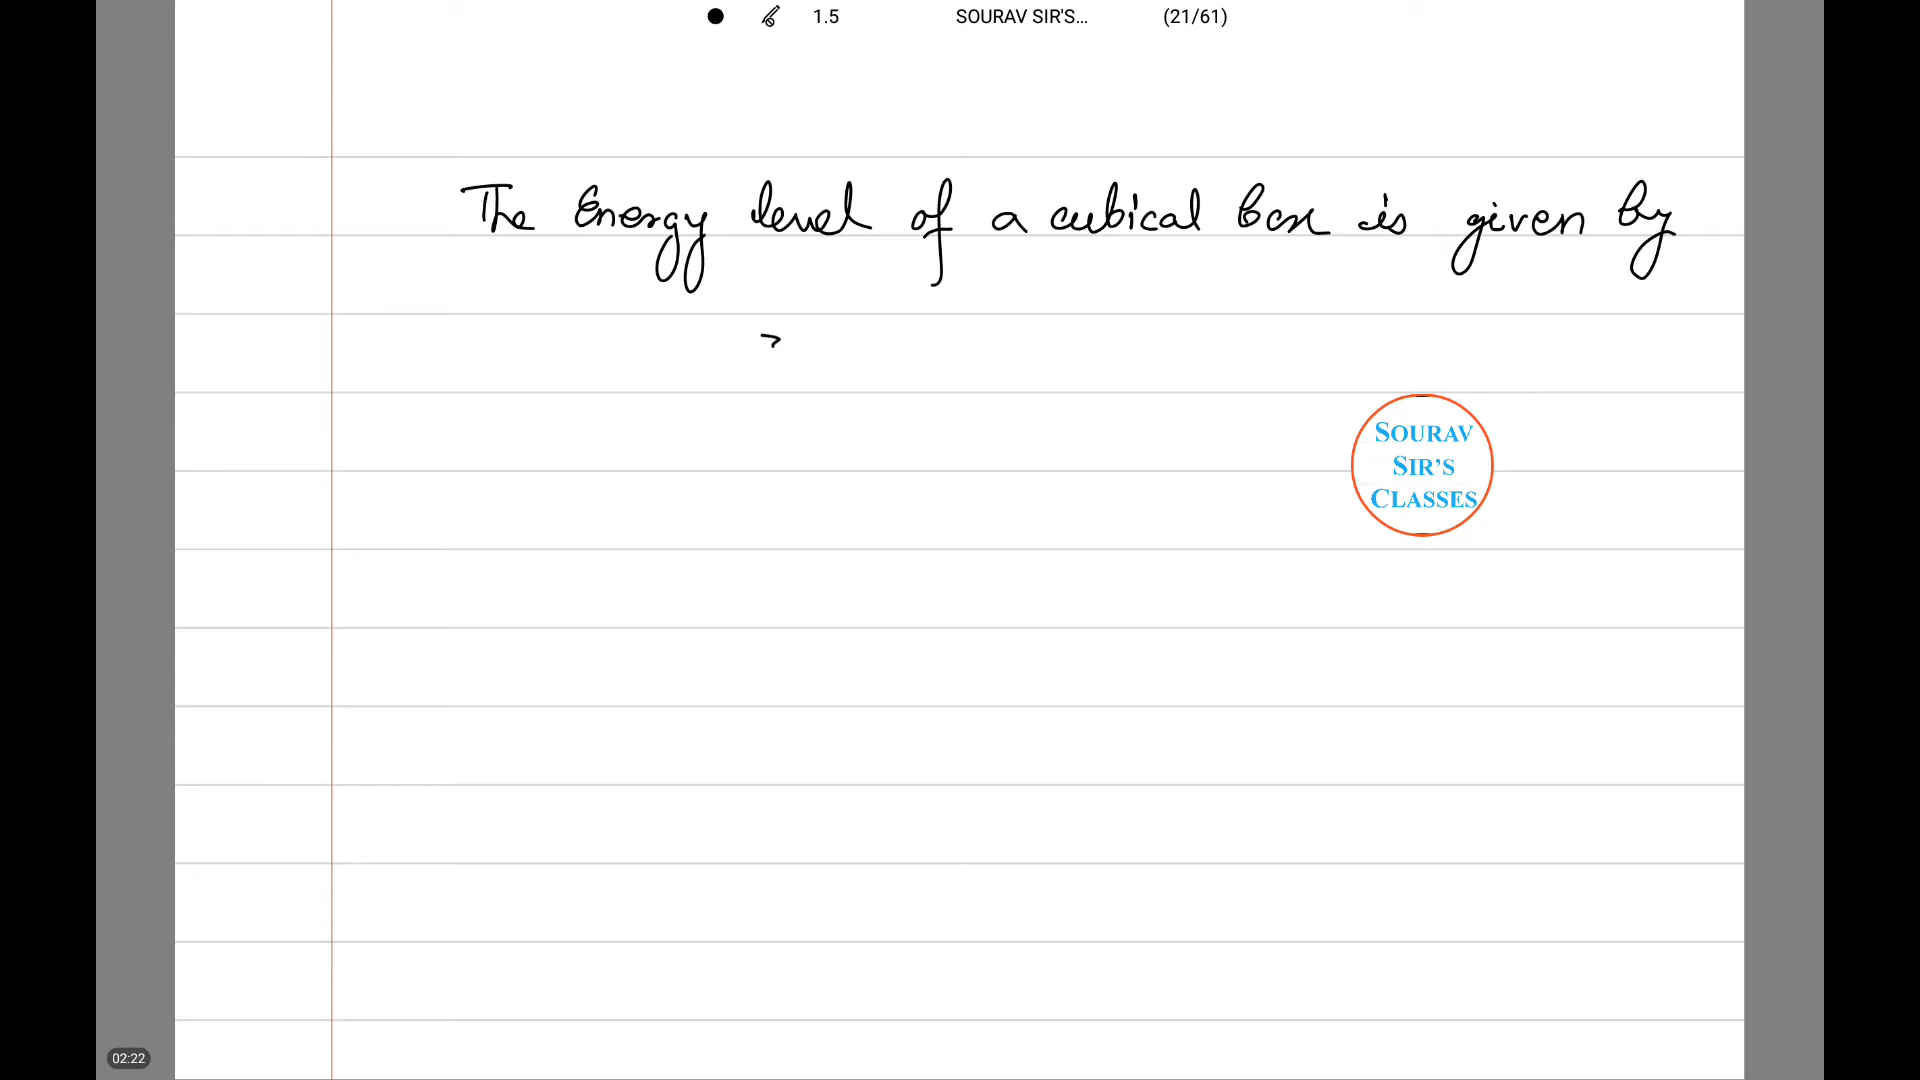 1.5 SOURAV SIR'S... (21/61)
The Energy level of a cubical box is given by
SOURAV
SIR'S
CLASSES
02:22